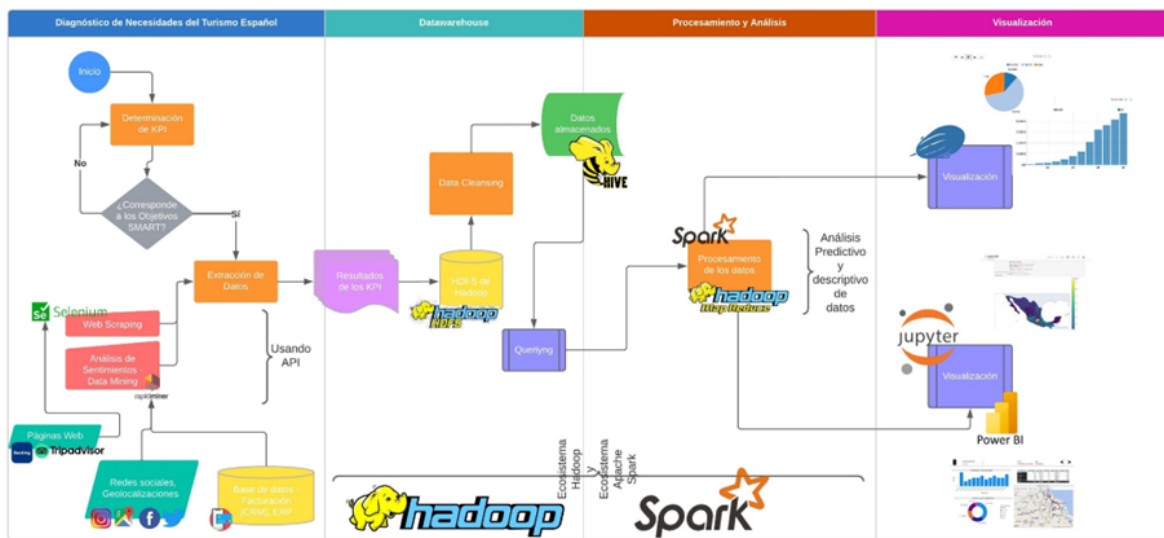 Diagnóstico de Necesidades del Turismo Español
Datawarehouse
Procesamiento y Análisis
Visualización
Inicio
Determinación
de KPI
No
¿Corresponde
a los Objetivos
SMART?
Sí
Extracción de
Datos
Se
Selenium
Web Scraping
Análisis de
Sentimientos -
Data Mining
rapidminer
Usando
API
Páginas Web
Booking
Tripadvisor
Redes sociales,
Geolocalizaciones
Base de datos -
Facturación
(CRM), ERP
Resultados
de los KPI
HDFS de
Hadoop
hadoop
HDFS
Data Cleansing
Datos
almacenados
HIVE
Queriyng
Spark
Procesamiento
de los datos
hadoop
Map Reduce
Análisis
Predictivo
y
descriptivo
de
datos
Ecosistema
Hadoop
y
Ecosistema
Apache
Spark
hadoop
Spark
Visualización
jupyter
Visualización
Power BI